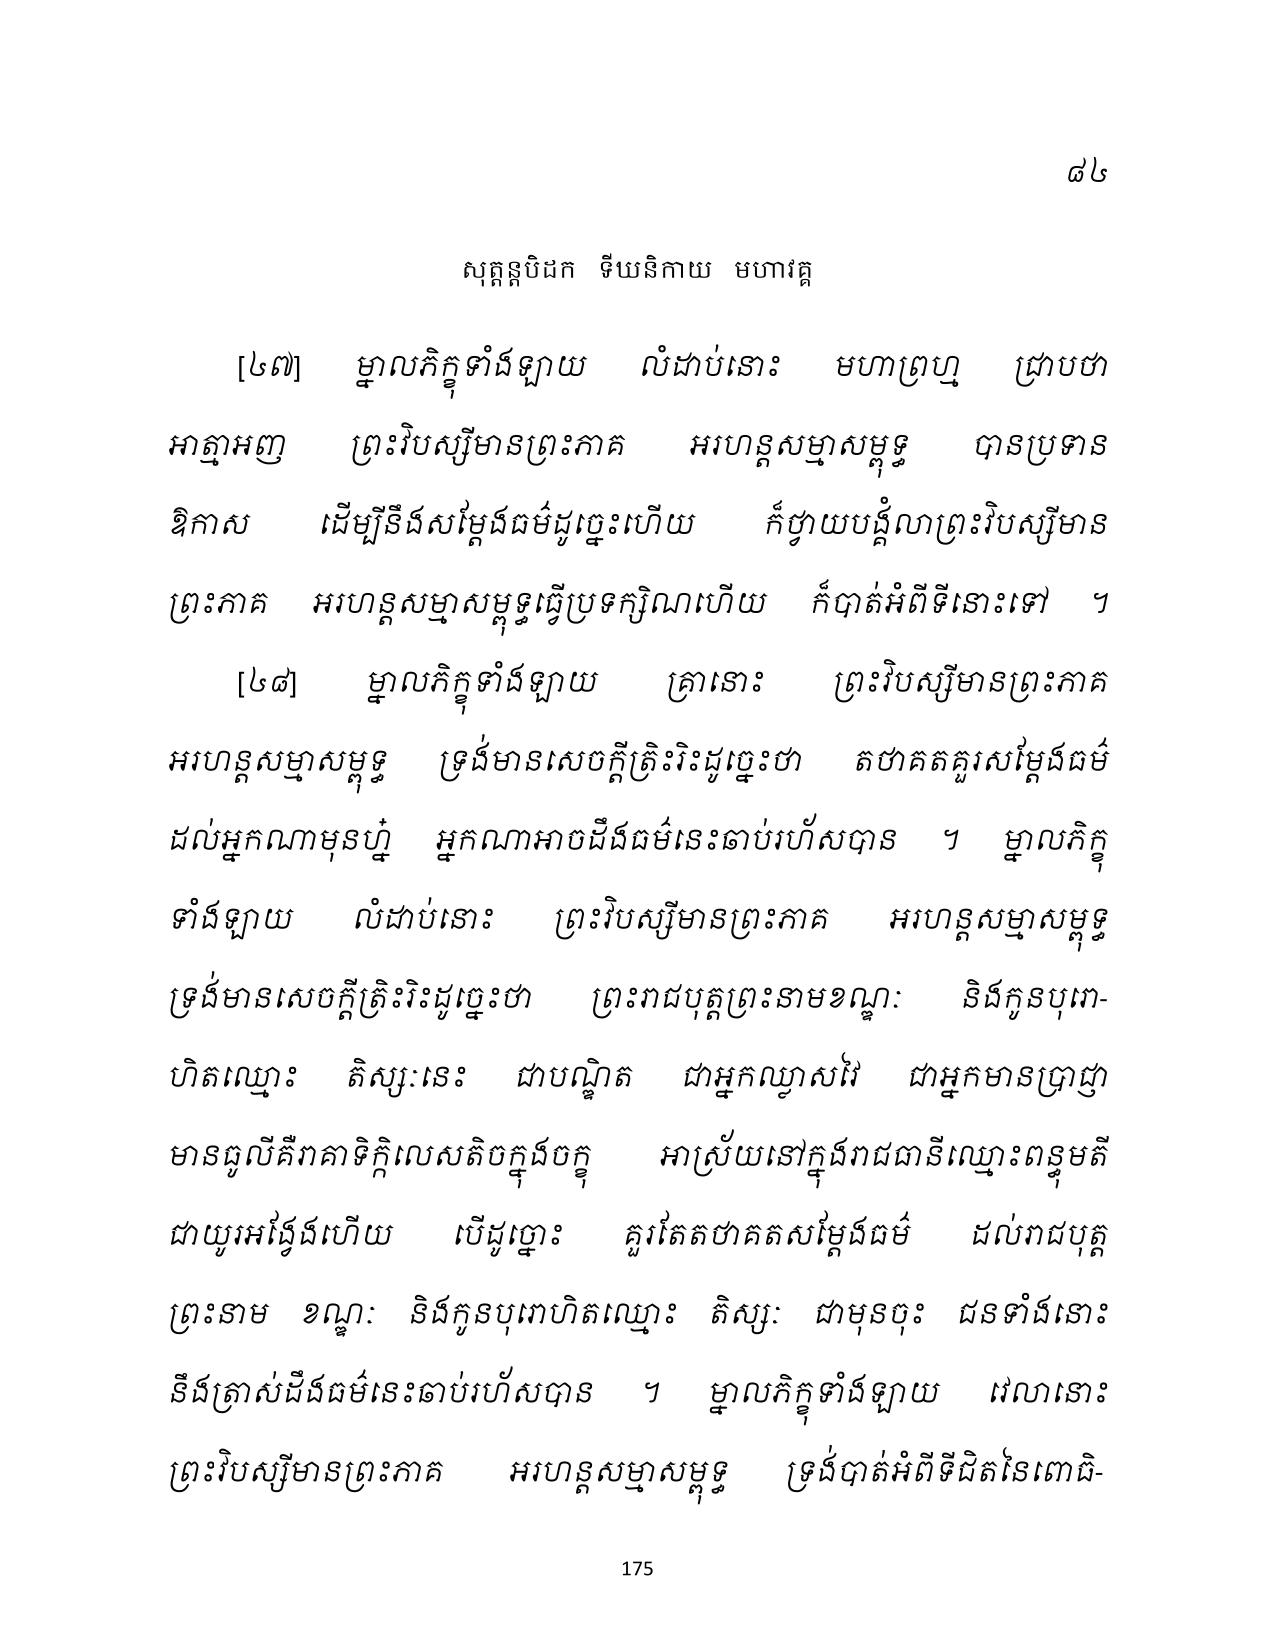 ៨៤
សុត្តន្តបិដក ទីឃនិកាយ មហាវគ្គ
[៤៧] ម្នាលភិក្ខុទាំងឡាយ លំដាប់នោះ មហាព្រហ្ម ជ្រាបថា
អាត្មាអញ ព្រះវិបស្សីមានព្រះភាគ អរហន្តសម្មាសម្ពុទ្ធ បានប្រទាន
ឱកាស ដើម្បីនឹងសម្តែងធម៌ដូច្នេះហើយ ក៏ថ្វាយបង្គំលាព្រះវិបស្សីមាន
ព្រះភាគ អរហន្តសម្មាសម្ពុទ្ធធ្វើប្រទក្សិណហើយ ក៏បាត់អំពីទីនោះទៅ ។
[៤៨] ម្នាលភិក្ខុទាំងឡាយ គ្រានោះ ព្រះវិបស្សីមានព្រះភាគ
អរហន្តសម្មាសម្ពុទ្ធ ទ្រង់មានសេចក្តីត្រិះរិះដូច្នេះថា តថាគតគួរសម្តែងធម៌
ដល់អ្នកណាមុនហ្ន៎ អ្នកណាអាចដឹងធម៌នេះឆាប់រហ័សបាន ។ ម្នាលភិក្ខុ
ទាំងឡាយ លំដាប់នោះ ព្រះវិបស្សីមានព្រះភាគ អរហន្តសម្មាសម្ពុទ្ធ
ទ្រង់មានសេចក្តីត្រិះរិះដូច្នេះថា ព្រះរាជបុត្តព្រះនាមខណ្ឌៈ និងកូនបុរោ-
ហិតឈ្មោះ តិស្សៈនេះ ជាបណ្ឌិត ជាអ្នកឈ្លាសវៃ ជាអ្នកមានប្រាជ្ញា
មានធូលីគឺរាគាទិក្កិលេសតិចក្នុងចក្ខុ អាស្រ័យនៅក្នុងរាជធានីឈ្មោះពន្ធុមតី
ជាយូរអង្វែងហើយ បើដូច្នោះ គួរតែតថាគតសម្តែងធម៌ ដល់រាជបុត្ត
ព្រះនាម ខណ្ឌៈ និងកូនបុរោហិតឈ្មោះ តិស្សៈ ជាមុនចុះ ជនទាំងនោះ
នឹងត្រាស់ដឹងធម៌នេះឆាប់រហ័សបាន ។ ម្នាលភិក្ខុទាំងឡាយ វេលានោះ
ព្រះវិបស្សីមានព្រះភាគ អរហន្តសម្មាសម្ពុទ្ធ ទ្រង់បាត់អំពីទីជិតនៃពោធិ-
175